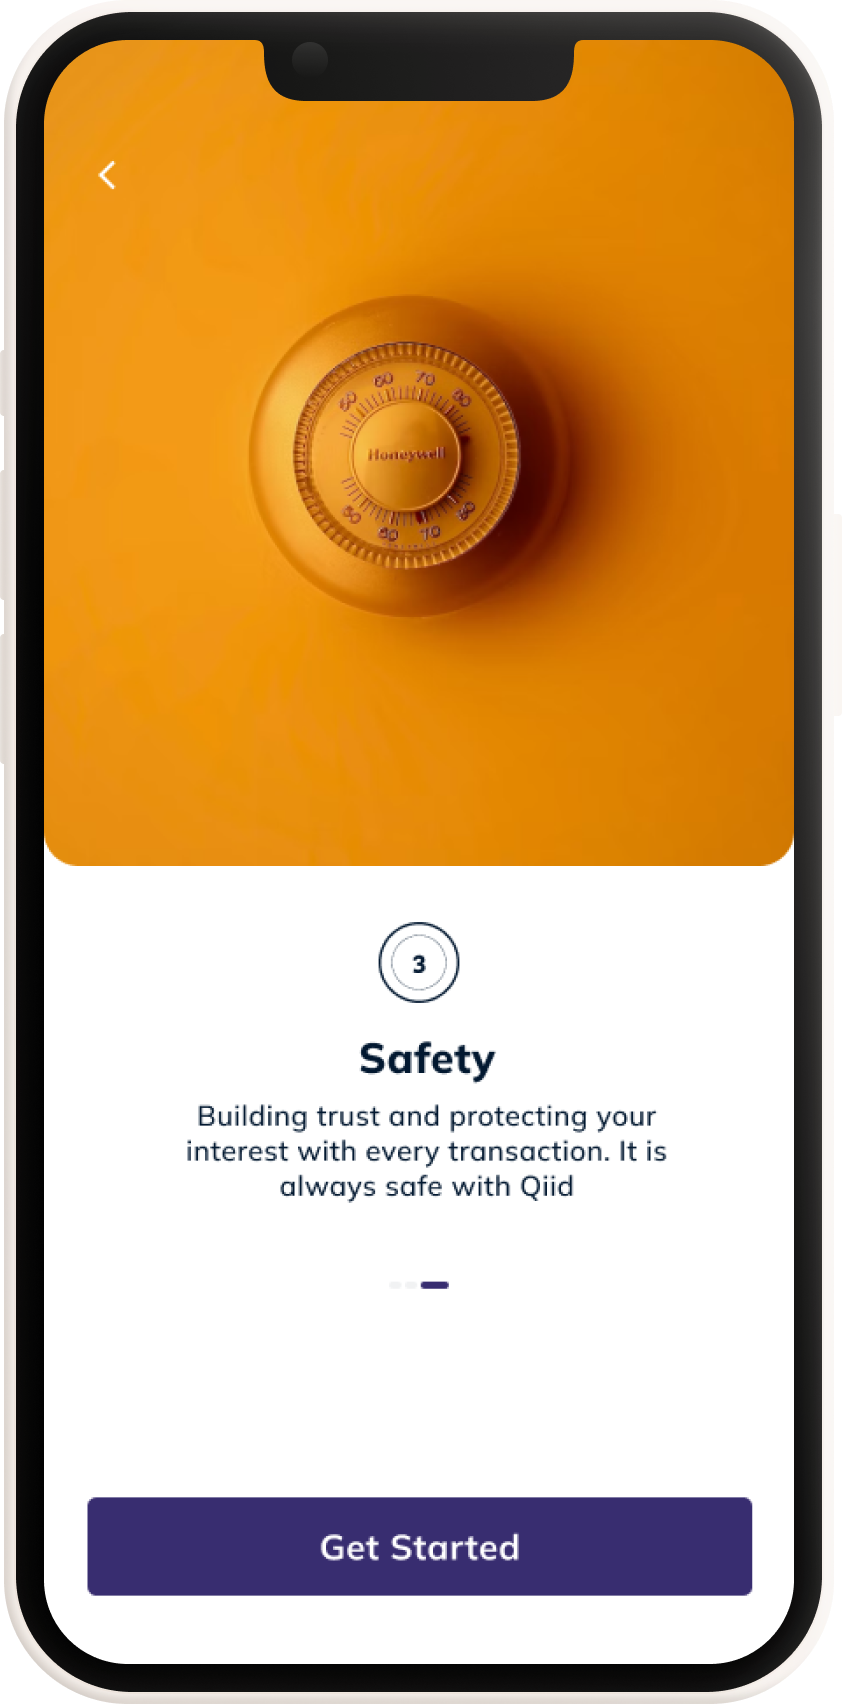 50 60 70 80
Honeywell
50 60 70 80
3
Safety
Building trust and protecting your
interest with every transaction. It is
always safe with Qiid
Get Started